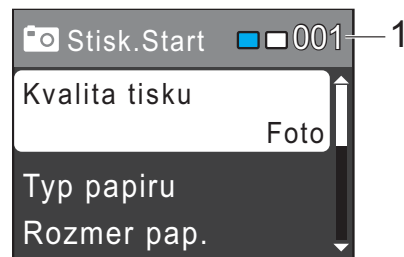 Stisk.Start 001 1
Kvalita tisku
Foto
Typ papiru
Rozmer pap.